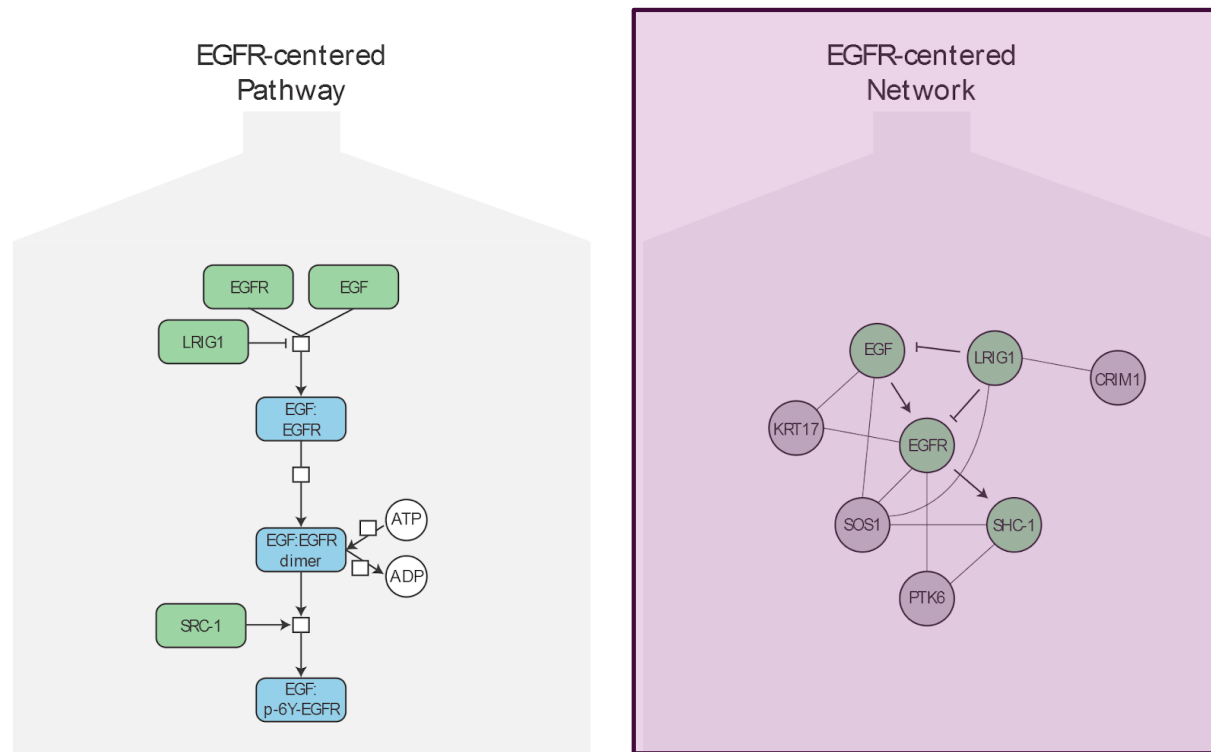 EGFR-centered
Pathway
EGFR
EGF
LRIG1
EGF:
EGFR
EGF:EGFR
dimer
ATP
ADP
SRC-1
EGF:
p-6Y-EGFR
EGFR-centered
Network
EGF
LRIG1
CRIM1
KRT17
EGFR
SOS1
SHC-1
PTK6